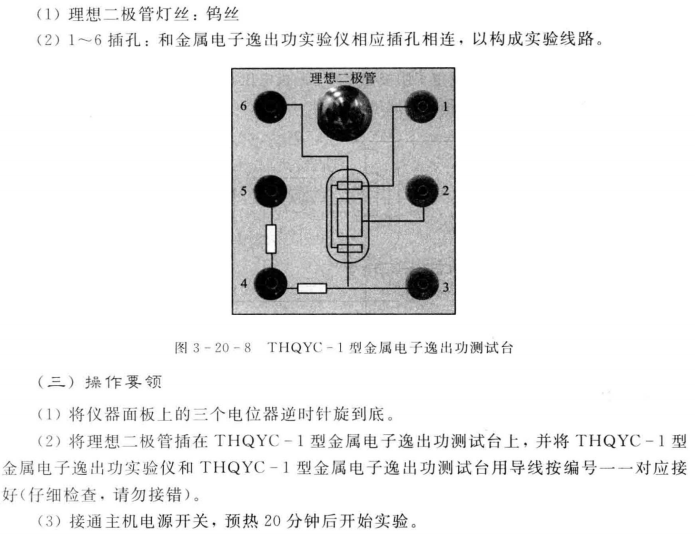 （1）理想二极管灯丝：钨丝
（2）1～6 插孔：和金属电子逸出功实验仪相应插孔相连，以构成实验线路。
理想二极管
6
1
5
2
4
3
图 3-20-8 THQYC-1 型金属电子逸出功测试台
（三）操作要领
（1）将仪器面板上的三个电位器逆时针旋到底。
（2）将理想二极管插在 THQYC-1 型金属电子逸出功测试台上，并将 THQYC-1 型
金属电子逸出功实验仪和 THQYC-1 型金属电子逸出功测试台用导线按编号一一对应接
好（仔细检查，请勿接错）。
（3）接通主机电源开关，预热 20 分钟后开始实验。